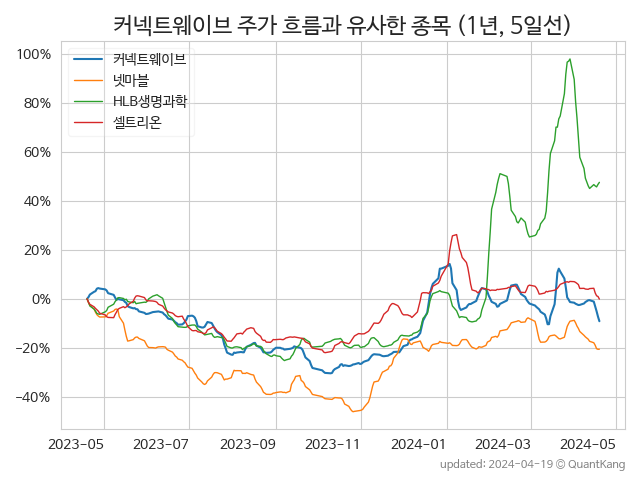 커넥트웨이브 주가 흐름과 유사한 종목 (1년, 5일선)
커넥트웨이브
넷마블
HLB생명과학
셀트리온
100%
80%
60%
40%
20%
0%
−20%
−40%
2023-05 2023-07 2023-09 2023-11 2024-01 2024-03 2024-05
updated: 2024-04-19 © QuantKang